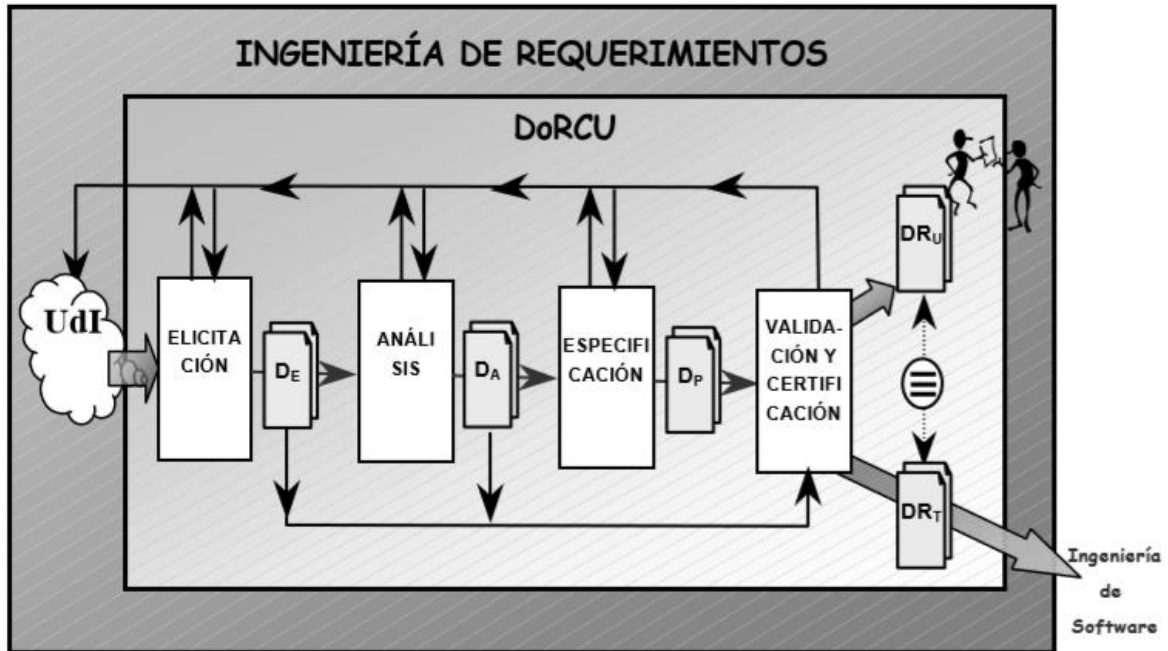 INGENIERÍA DE REQUERIMIENTOS
DoRCU
UdI
ELICITA
CIÓN
DE
ANÁLI
SIS
DA
ESPECIFI
CACIÓN
DP
VALIDA-
CIÓN Y
CERTIFI
CACIÓN
DRU
DRT
Ingeniería
de
Software